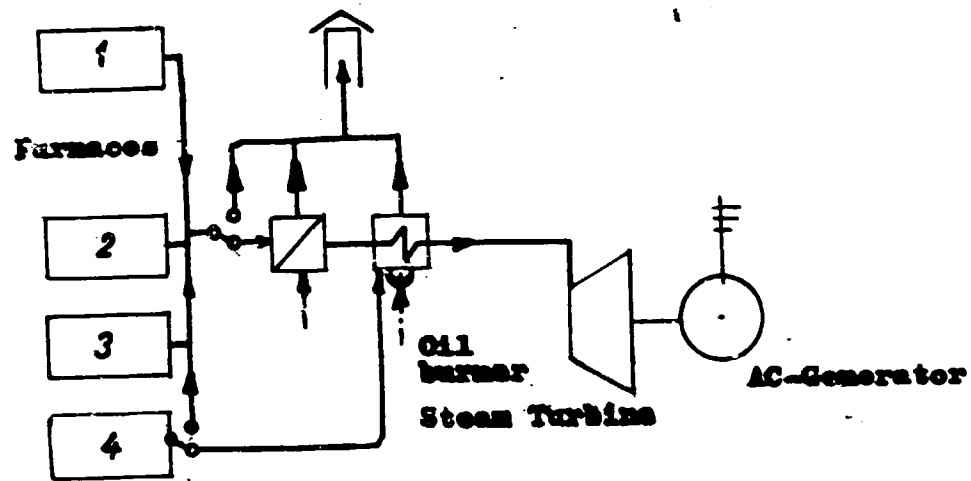 1
Furnaces
2
3
4
Oil
burner
Steam Turbine
AC-Generator